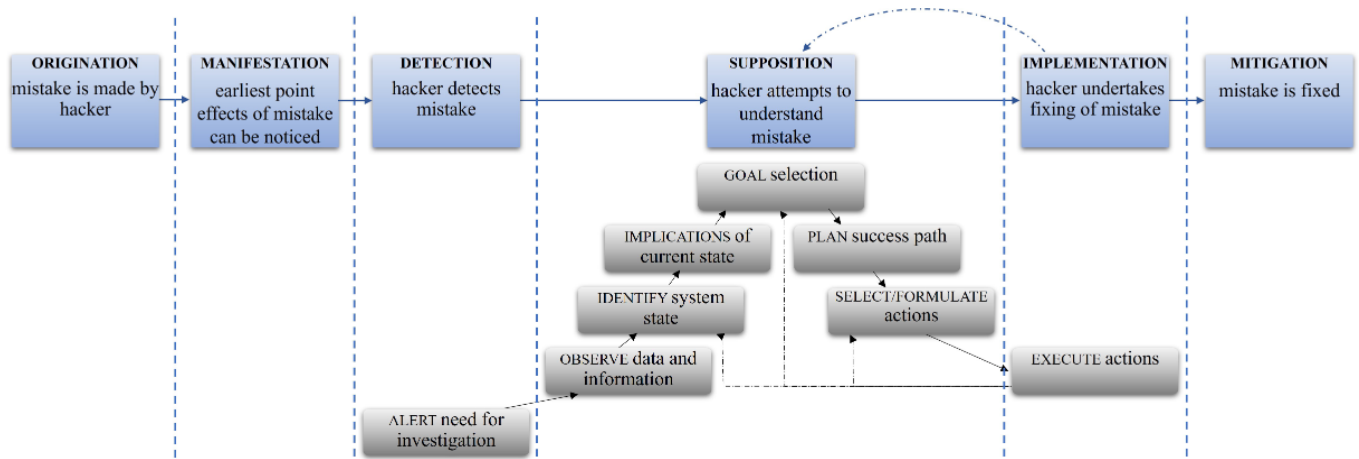 ORIGINATION
mistake is made by
hacker
MANIFESTATION
earliest point
effects of mistake
can be noticed
DETECTION
hacker detects
mistake
SUPPOSITION
hacker attempts to
understand
mistake
IMPLEMENTATION
hacker undertakes
fixing of mistake
MITIGATION
mistake is fixed
GOAL selection
IMPLICATIONS of
current state
PLAN success path
IDENTIFY system
state
SELECT/FORMULATE
actions
OBSERVE data and
information
EXECUTE actions
ALERT need for
investigation